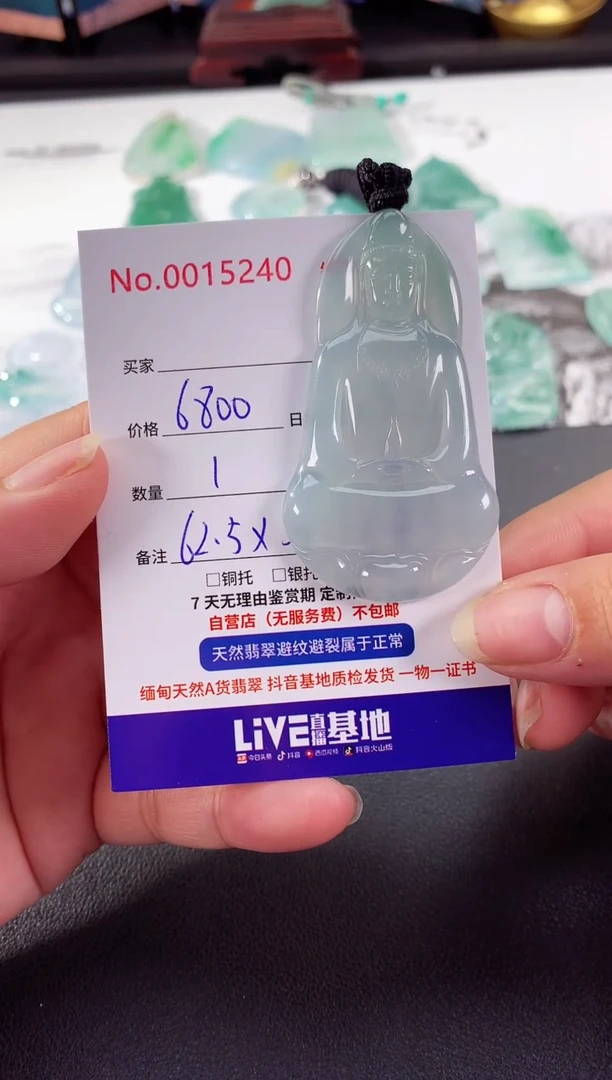 No.0015240
买家
价格 6800 日
数量 1
备注 62.5X
□铜托 □银托
7天无理由鉴赏期 定制
自营店（无服务费）不包邮
天然翡翠避纹避裂属于正常
缅甸天然A货翡翠 抖音基地质检发货 一物一证书
LiVE直播基地
今日头条 抖音 西瓜视频 抖音火山版